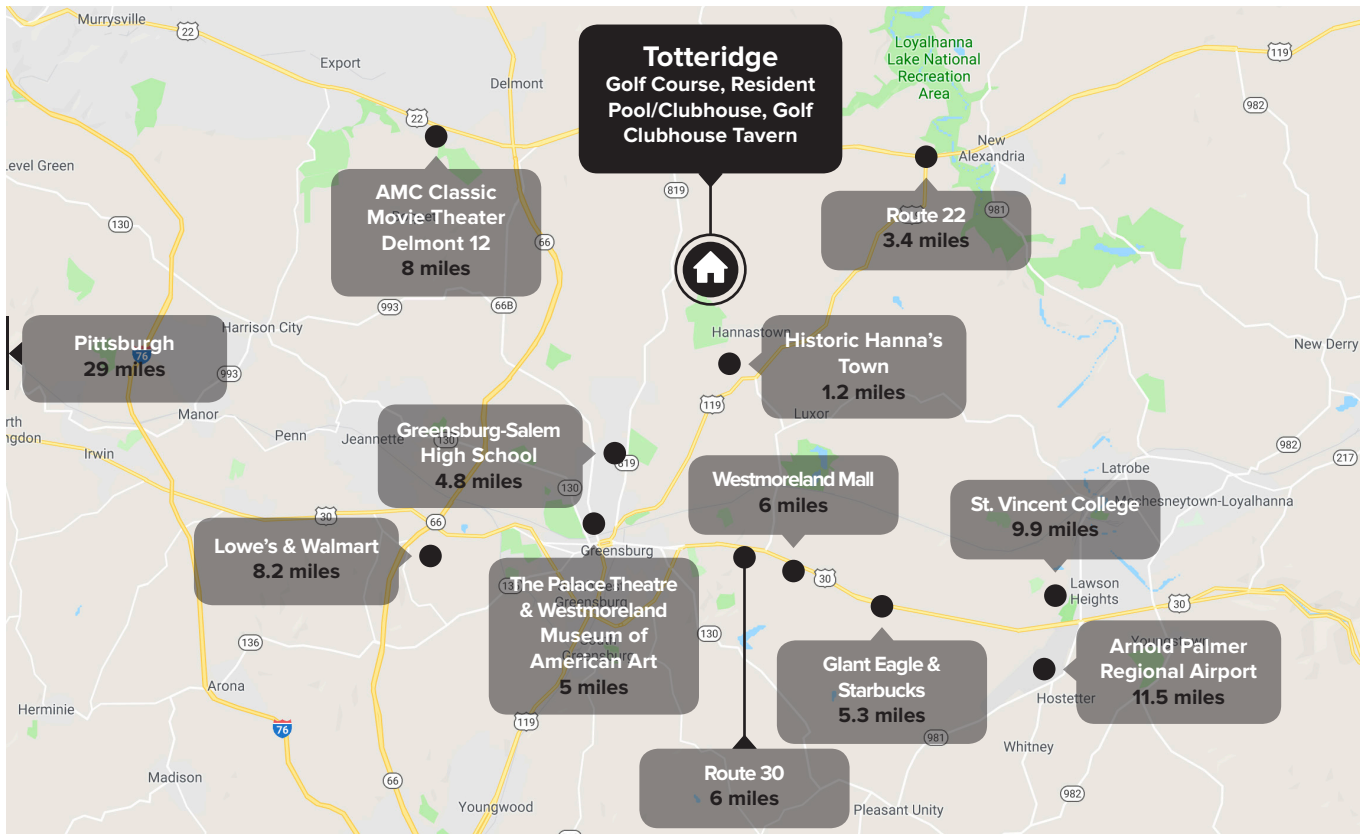 Murrysville
22
Export
Delmont
Totteridge
Golf Course, Resident
Pool/Clubhouse, Golf
Clubhouse Tavern
Loyalhanna
Lake National
Recreation
Area
119
982
22
New
Alexandria
Level Green
AMC Classic
Movie Theater
Delmont 12
8 miles
819
Route 22
3.4 miles
981
130
66
993
66B
Harrison City
Pittsburgh
29 miles
76
993
Hannastown
Historic Hanna's
Town
1.2 miles
New Derry
119
Luxor
Manor
Penn
Jeannette
130
Irwin
Greensburg-Salem
High School
4.8 miles
819
130
982
217
Latrobe
Westmoreland Mall
6 miles
St. Vincent College
9.9 miles
30
66
Lowe's & Walmart
8.2 miles
Greensburg
30
Lawson
Heights
30
The Palace Theatre
& Westmoreland
Museum of
American Art
5 miles
Greensburg
Greensburg
130
130
136
Glant Eagle &
Starbucks
5.3 miles
Arnold Palmer
Regional Airport
11.5 miles
Youngstown
Hostetter
Arona
Herminie
76
119
981
Whitney
Route 30
6 miles
Madison
66
Youngwood
982
Pleasant Unity